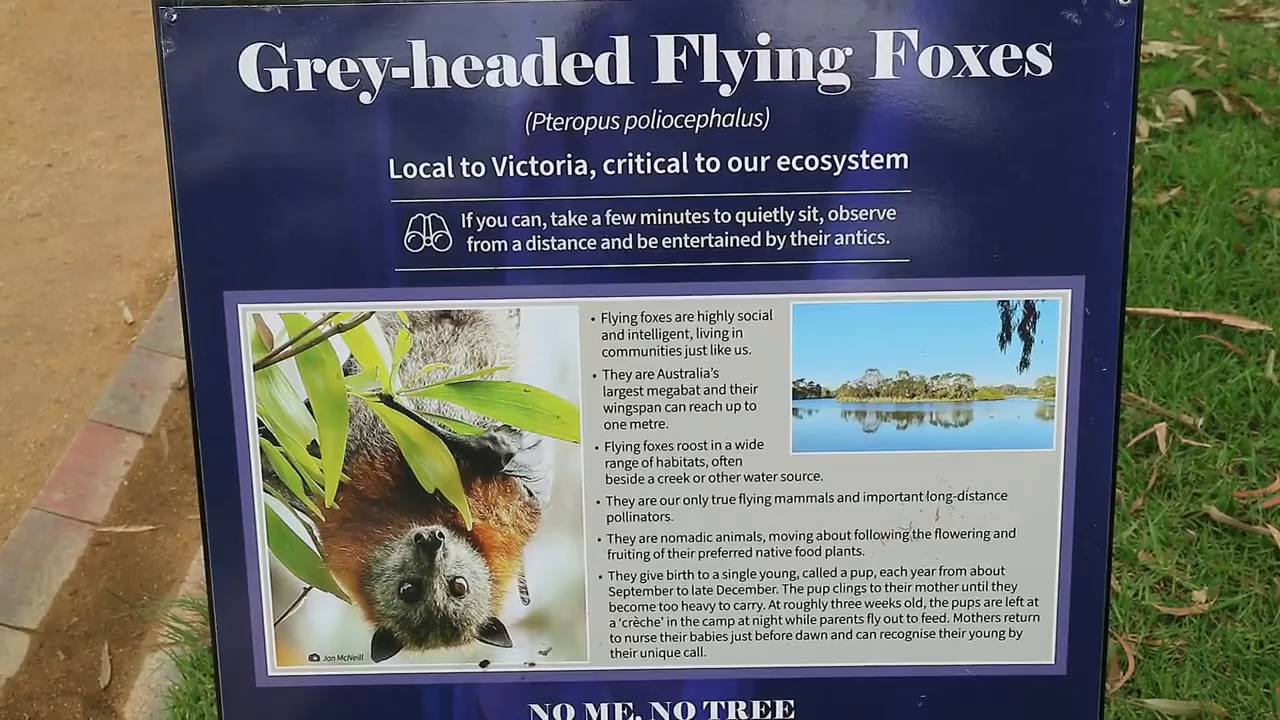 Grey-headed Flying Foxes
(Pteropus poliocephalus)
Local to Victoria, critical to our ecosystem
If you can, take a few minutes to quietly sit, observe
from a distance and be entertained by their antics.
• Flying foxes are highly social
and intelligent, living in
communities just like us.
• They are Australia's
largest megabat and their
wingspan can reach up to
one metre.
• Flying foxes roost in a wide
range of habitats, often
beside a creek or other water source.
• They are our only true flying mammals and important long-distance
pollinators.
• They are nomadic animals, moving about following the flowering and
fruiting of their preferred native food plants.
• They give birth to a single young, called a pup, each year from about
September to late December. The pup clings to their mother until they
become too heavy to carry. At roughly three weeks old, the pups are left at
a 'crèche' in the camp at night while parents fly out to feed. Mothers return
to nurse their babies just before dawn and can recognise their young by
their unique call.
Jan McNeill
NO ME, NO TREE